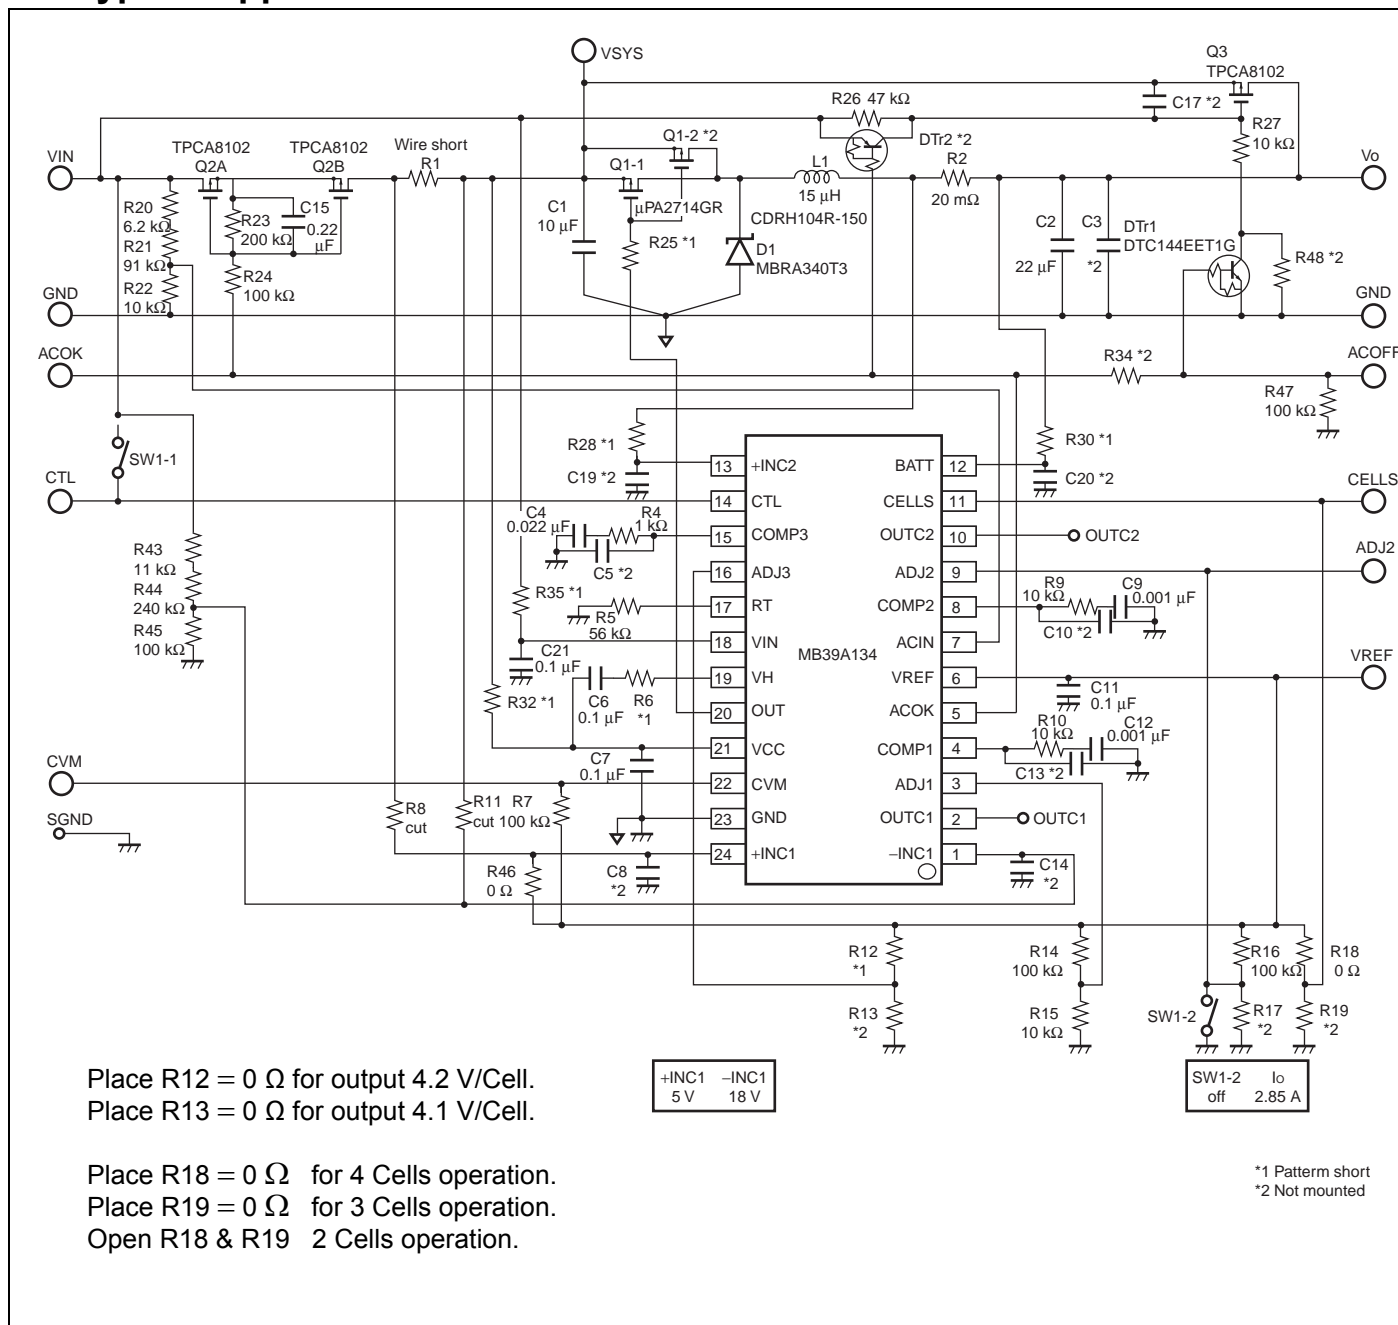 VSYS
Q3
TPCA8102
R26 47 kΩ
C17 *2
R27
10 kΩ
VIN
TPCA8102
Q2A
TPCA8102
Q2B
Wire short
R1
Q1-2 *2
Q1-1
DTr2 *2
L1
15 µH
CDRH104R-150
R2
20 mΩ
Vo
R20
6.2 kΩ
R21
91 kΩ
R22
10 kΩ
R23
200 kΩ
C15
0.22
µF
R24
100 kΩ
C1
10 µF
µPA2714GR
R25 *1
D1
MBRA340T3
C2
22 µF
C3
*2
DTr1
DTC144EET1G
R48 *2
GND
GND
ACOK
ACOFF
R34 *2
R47
100 kΩ
SW1-1
CTL
R28 *1
C19 *2
R30 *1
C20 *2
CELLS
ADJ2
VREF
MB39A134
13 +INC2
14 CTL
15 COMP3
16 ADJ3
17 RT
18 VIN
19 VH
20 OUT
21 VCC
22 CVM
23 GND
24 +INC1
BATT 12
CELLS 11
OUTC2 10
ADJ2 9
COMP2 8
ACIN 7
VREF 6
ACOK 5
COMP1 4
ADJ1 3
OUTC1 2
–INC1 1
OUTC2
OUTC1
C4
0.022 µF
R4
1 kΩ
C5 *2
R35 *1
R5
56 kΩ
C21
0.1 µF
R32 *1
C6
0.1 µF
R6
*1
C7
0.1 µF
R43
11 kΩ
R44
240 kΩ
R45
100 kΩ
R9
10 kΩ
C9
0.001 µF
C10 *2
C11
0.1 µF
R10
10 kΩ
C12
0.001 µF
C13 *2
CVM
SGND
R8
cut
R11
cut
R7
100 kΩ
R46
0 Ω
C8
*2
C14
*2
R12
*1
R13
*2
R14
100 kΩ
R15
10 kΩ
R16
100 kΩ
R17
*2
R18
0 Ω
R19
*2
SW1-2
Place R12 = 0 Ω for output 4.2 V/Cell.
Place R13 = 0 Ω for output 4.1 V/Cell.
+INC1 –INC1
5 V 18 V
SW1-2 Io
off 2.85 A
Place R18 = 0 Ω for 4 Cells operation.
Place R19 = 0 Ω for 3 Cells operation.
Open R18 & R19 2 Cells operation.
*1 Patterm short
*2 Not mounted